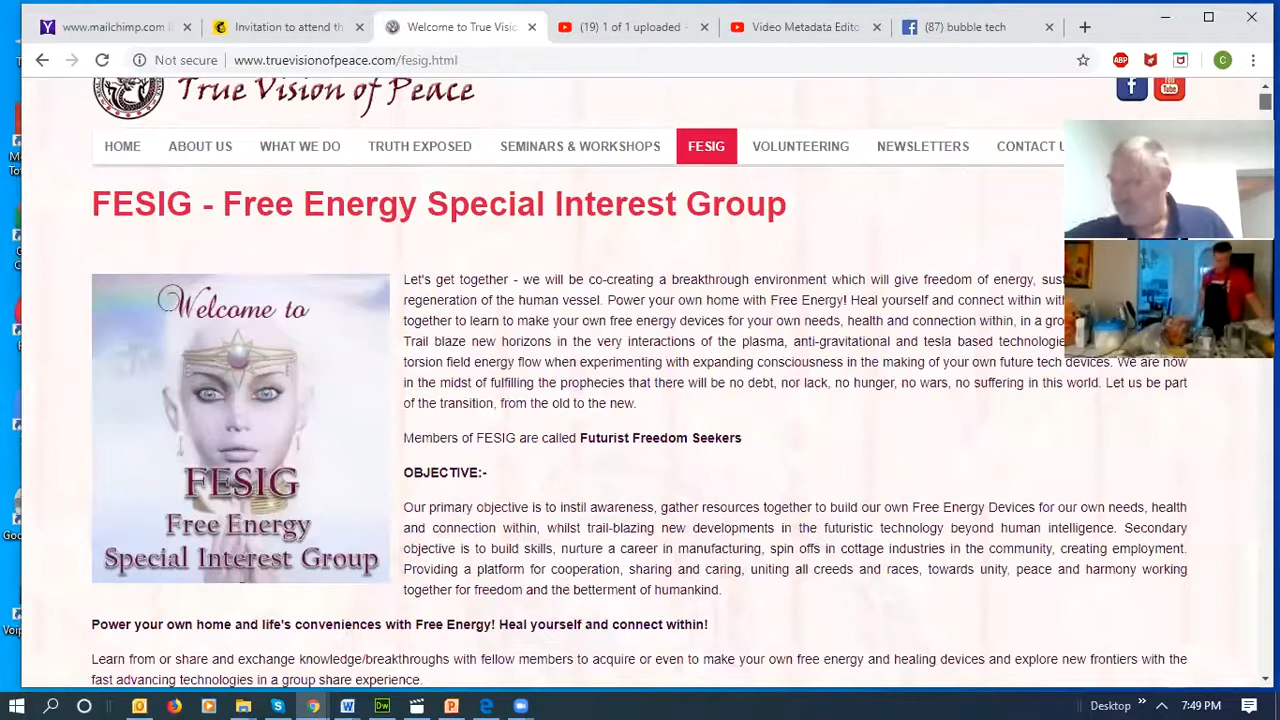 www.mailchimp.com l
Invitation to attend th
Welcome to True Visi
(19) 1 of 1 uploaded -
Video Metadata Edito
(87) bubble tech
Not secure
www.truevisionofpeace.com/fesig.html
ABP
C
True Vision of Peace
f
You Tube
HOME
ABOUT US
WHAT WE DO
TRUTH EXPOSED
SEMINARS & WORKSHOPS
FESIG
VOLUNTEERING
NEWSLETTERS
CONTACT U
FESIG - Free Energy Special Interest Group
Welcome to
FESIG
Free Energy
Special Interest Group
Let's get together - we will be co-creating a breakthrough environment which will give freedom of energy, sus
regeneration of the human vessel. Power your own home with Free Energy! Heal yourself and connect within wit
together to learn to make your own free energy devices for your own needs, health and connection within, in a gro
Trail blaze new horizons in the very interactions of the plasma, anti-gravitational and tesla based technologie
torsion field energy flow when experimenting with expanding consciousness in the making of your own future tech devices. We are now
in the midst of fulfilling the prophecies that there will be no debt, nor lack, no hunger, no wars, no suffering in this world. Let us be part
of the transition, from the old to the new.
Members of FESIG are called Futurist Freedom Seekers
OBJECTIVE:-
Our primary objective is to instil awareness, gather resources together to build our own Free Energy Devices for our own needs, health
and connection within, whilst trail-blazing new developments in the futuristic technology beyond human intelligence. Secondary
objective is to build skills, nurture a career in manufacturing, spin offs in cottage industries in the community, creating employment.
Providing a platform for cooperation, sharing and caring, uniting all creeds and races, towards unity, peace and harmony working
together for freedom and the betterment of humankind.
Power your own home and life's conveniences with Free Energy! Heal yourself and connect within!
Learn from or share and exchange knowledge/breakthroughs with fellow members to acquire or even to make your own free energy and healing devices and explore new frontiers with the
fast advancing technologies in a group share experience.
Desktop
7:49 PM